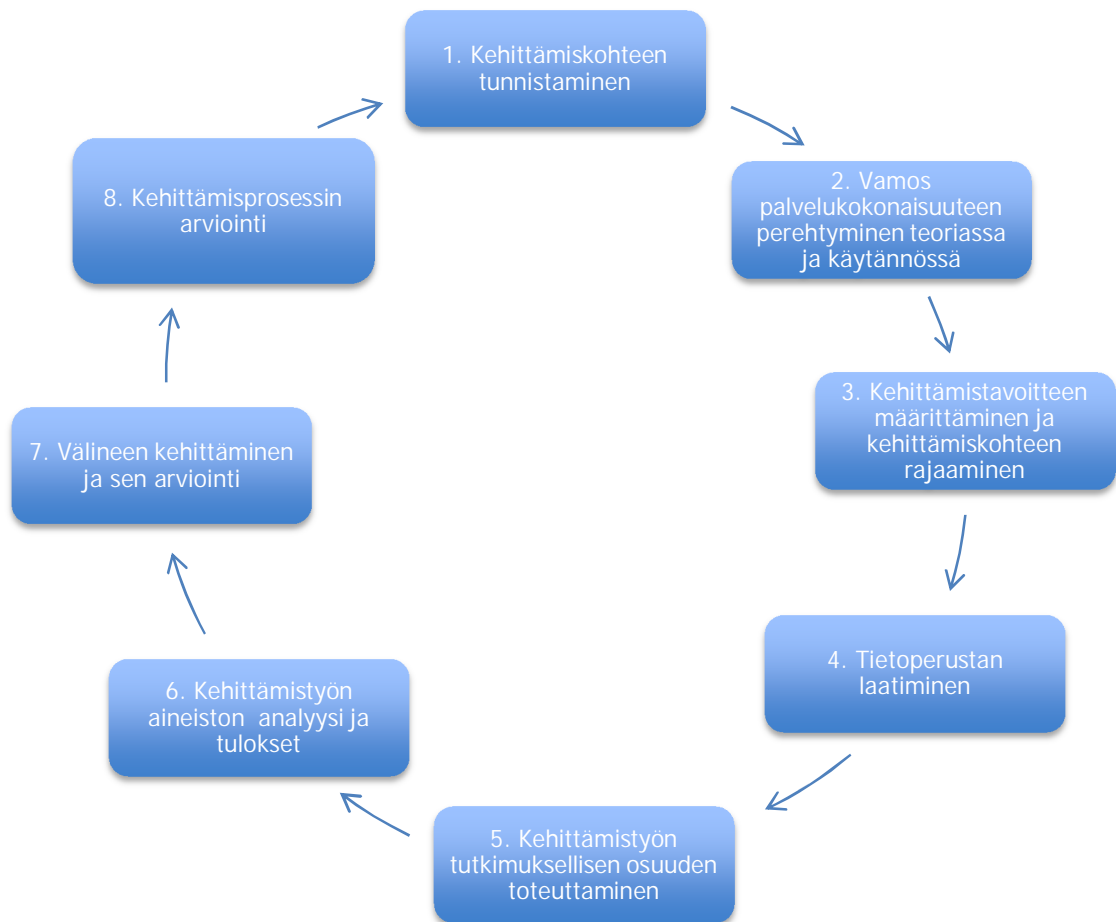 1. Kehittämiskohteen
tunnistaminen
2. Vamos
palvelukokonaisuuteen
perehtyminen teoriassa
ja käytännössä
3. Kehittämistavoitteen
määrittäminen ja
kehittämiskohteen
rajaaminen
4. Tietoperustan
laatiminen
5. Kehittämistyön
tutkimuksellisen osuuden
toteuttaminen
6. Kehittämistyön
aineiston analyysi ja
tulokset
7. Välineen kehittäminen
ja sen arviointi
8. Kehittämisprosessin
arviointi